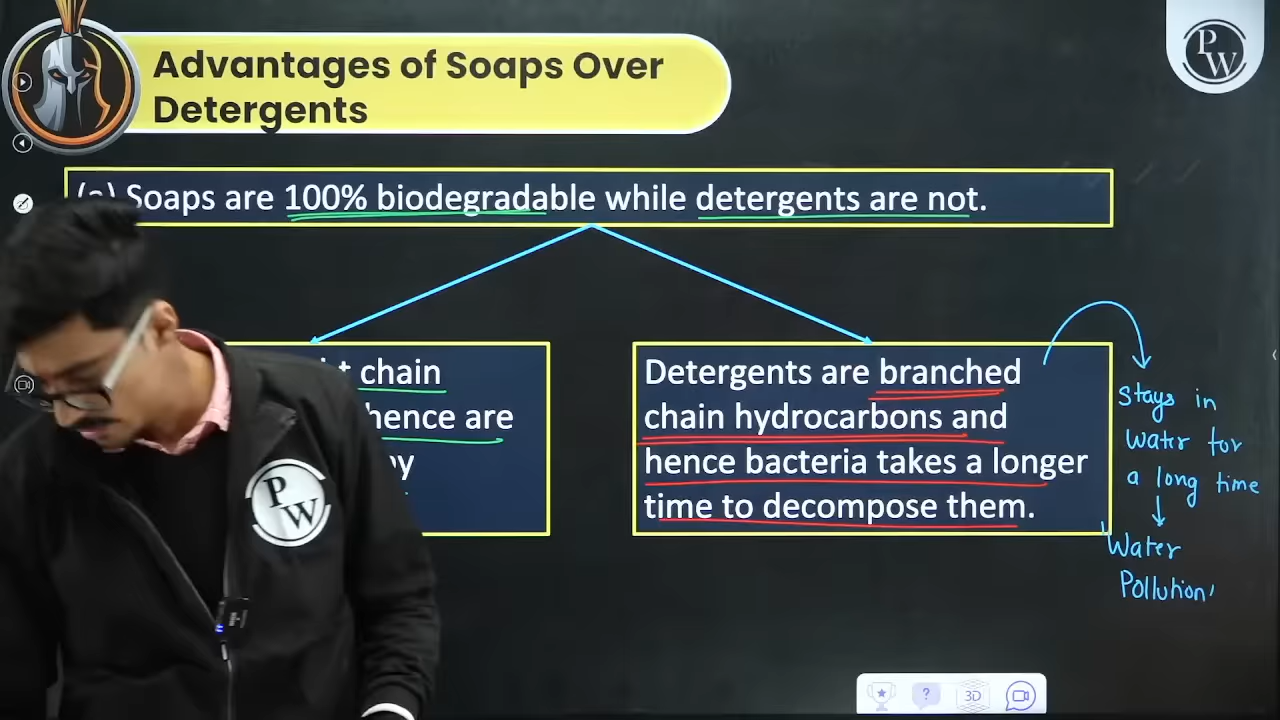 Advantages of Soaps Over
Detergents
P
W
(a) Soaps are 100% biodegradable while detergents are not.
chain
hence are
Detergents are branched
chain hydrocarbons and
hence bacteria takes a longer
time to decompose them.
Stays in
water for
a long time
Water
Pollution
P
W
?
3D